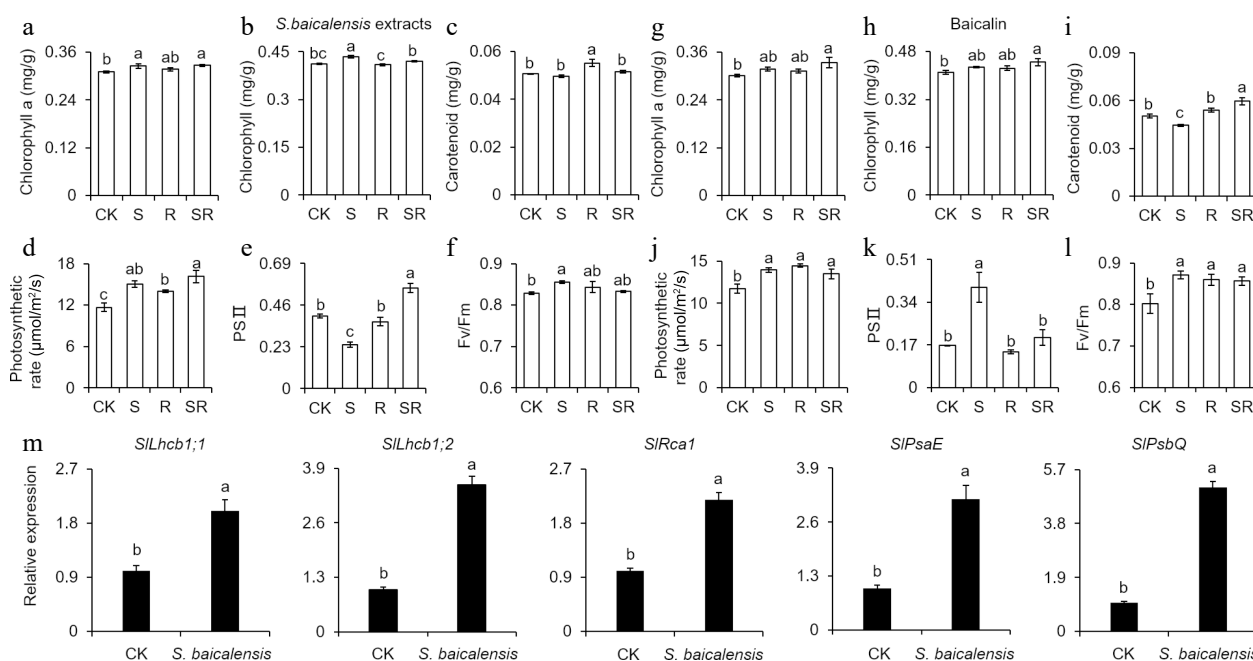 a
0.36
0.24
0.12
0
Chlorophyll a (mg/g)
b
a
ab
a
CK S R SR
b
S.baicalensis extracts
0.45
0.30
0.15
0
Chlorophyll (mg/g)
bc
a
c
b
CK S R SR
c
0.06
0.04
0.02
0
Carotenoid (mg/g)
b
b
a
b
CK S R SR
g
0.36
0.24
0.12
0
Chlorophyll a (mg/g)
b
ab
ab
a
CK S R SR
h
Baicalin
0.48
0.32
0.16
0
Chlorophyll (mg/g)
b
ab
ab
a
CK S R SR
i
0.09
0.06
0.03
0
Carotenoid (mg/g)
b
c
b
a
CK S R SR
d
18
12
6
0
Photosynthetic
rate (μmol/m²/s)
c
ab
b
a
CK S R SR
e
0.69
0.46
0.23
0
PSⅡ
b
c
b
a
CK S R SR
f
0.9
0.8
0.8
0.6
Fv/Fm
b
a
ab
ab
CK S R SR
j
15
10
5
0
Photosynthetic
rate (μmol/m²/s)
b
a
a
a
CK S R SR
k
0.51
0.34
0.17
0
PSⅡ
b
a
b
b
CK S R SR
l
0.9
0.8
0.7
0.6
Fv/Fm
b
a
a
a
CK S R SR
m
SlLhcb1;1
2.7
1.8
0.9
0
Relative expression
b
a
CK S. baicalensis
SlLhcb1;2
3.9
2.6
1.3
0
b
a
CK S. baicalensis
SlRca1
2.7
1.8
0.9
0
b
a
CK S. baicalensis
SlPsaE
3.9
2.6
1.3
0
b
a
CK S. baicalensis
SlPsbQ
5.7
4.8
1.9
0
b
a
CK S. baicalensis